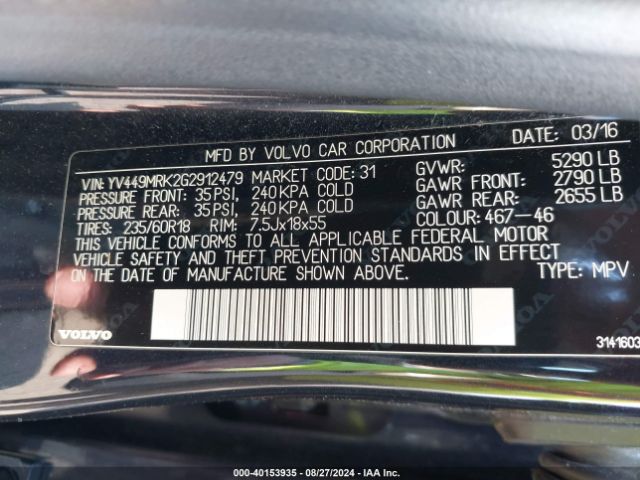 MFD BY VOLVO CAR CORPORATION DATE: 03/16
VIN: YV449MRK2G2912479 MARKET CODE: 31 GVWR: 5290 LB
PRESSURE FRONT: 35PSI, 240KPA COLD GAWR FRONT: 2790 LB
PRESSURE REAR: 35PSI, 240KPA COLD GAWR REAR: 2655 LB
TIRES: 235/60R18 RIM: 7.5Jx18x55 COLOUR: 467-46
THIS VEHICLE CONFORMS TO ALL APPLICABLE FEDERAL MOTOR
VEHICLE SAFETY AND THEFT PREVENTION STANDARDS IN EFFECT
ON THE DATE OF MANUFACTURE SHOWN ABOVE. TYPE: MPV
VOLVO 3141603
000-40153935 - 08/27/2024 - IAA Inc.